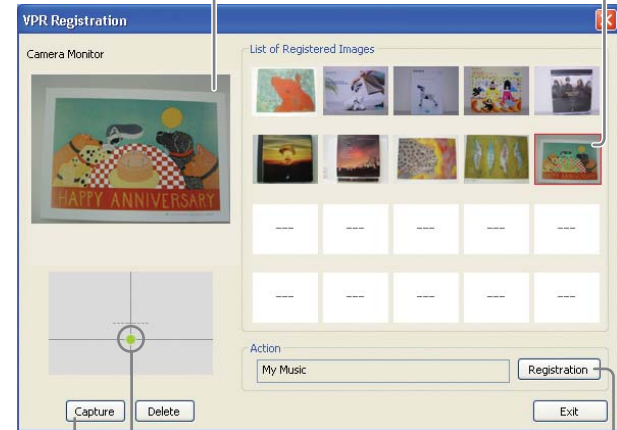 VPR Registration
Camera Monitor
List of Registered Images
HAPPY ANNIVERSARY
--- --- --- --- ---
--- --- --- --- ---
Action
My Music
Registration
Capture
Delete
Exit